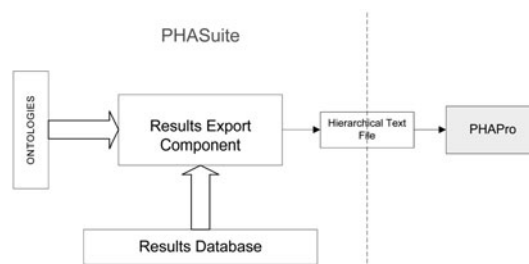 PHASuite
ONTOLOGIES
Results Export
Component
Hierarchical Text
File
PHAPro
Results Database